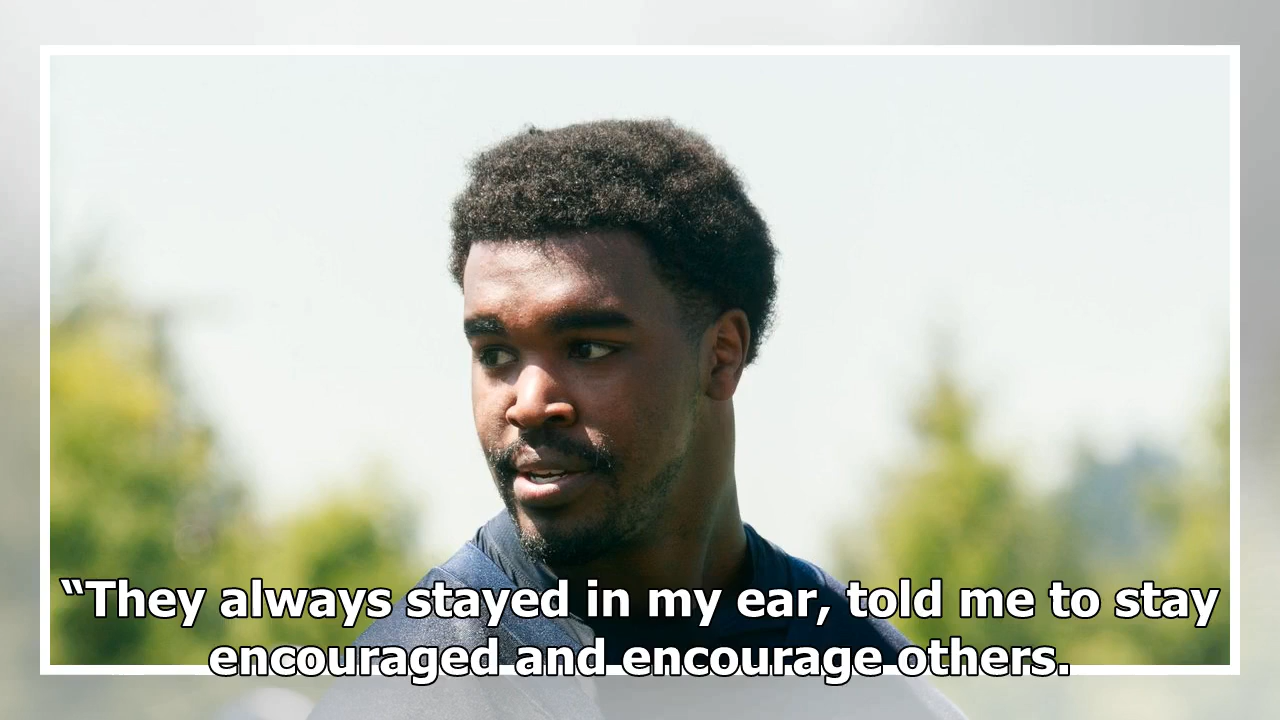 “They always stayed in my ear, told me to stay
encouraged and encourage others.